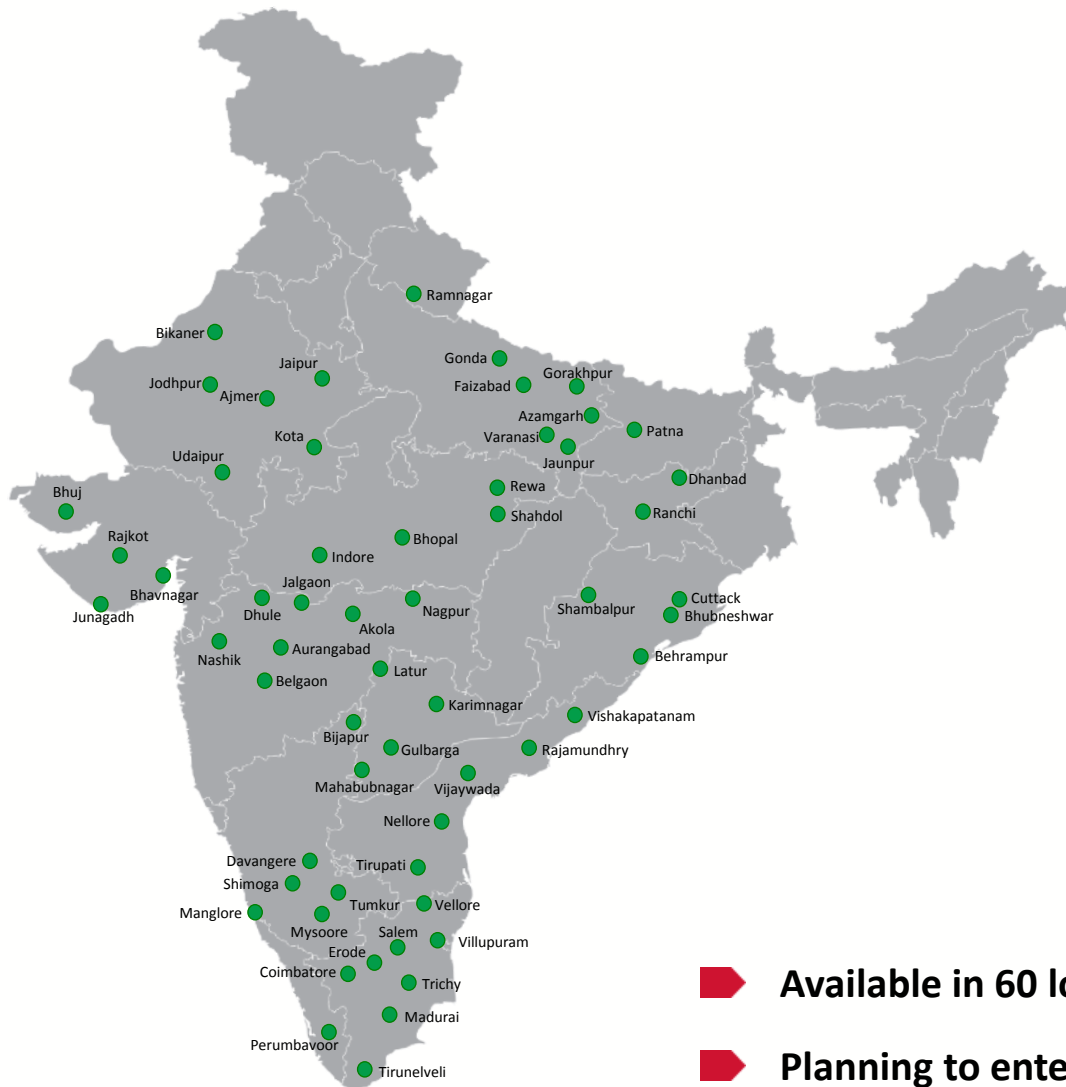 Ramnagar
Bikaner
Gonda
Jaipur
Gorakhpur
Jodhpur
Faizabad
Ajmer
Azamgarh
Varanasi
Patna
Kota
Jaunpur
Udaipur
Dhanbad
Rewa
Bhuj
Shahdol
Ranchi
Rajkot
Bhopal
Indore
Jalgaon
Bhavnagar
Junagadh
Dhule
Nagpur
Shambalpur
Cuttack
Akola
Bhubneshwar
Nashik
Aurangabad
Behrampur
Latur
Belgaon
Karimnagar
Vishakapatanam
Bijapur
Gulbarga
Rajamundhry
Mahabubnagar
Vijaywada
Nellore
Davangere
Tirupati
Shimoga
Tumkur
Vellore
Manglore
Mysoore
Salem
Villupuram
Erode
Coimbatore
Trichy
Available in 60
Madurai
Perumbavoor
Planning to
Tirunelveli